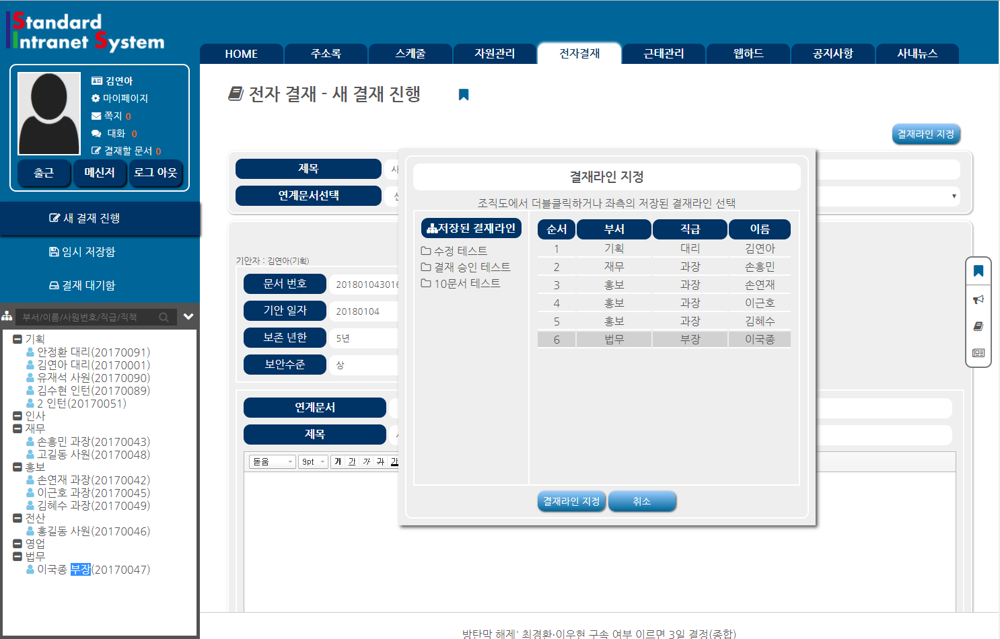 Standard
Intranet System
HOME 주소록 스케줄 자원관리 전자결재 근태관리 웹하드 공지사항 사내뉴스
김연아
마이페이지
쪽지 0
대화 0
결재할 문서 0
출근 메신저 로그 아웃
새 결재 진행
임시 저장함
결재 대기함
부서/이름/사원번호/직급/직책
기획
안정환 대리(20170091)
김연아 대리(20170001)
유재석 사원(20170090)
김수현 인턴(20170089)
2 인턴(20170051)
인사
재무
손흥민 과장(20170043)
고길동 사원(20170048)
홍보
손연재 과장(20170042)
이근호 과장(20170045)
김혜수 과장(20170049)
전산
홍길동 사원(20170046)
영업
법무
이국종 부장(20170047)
전자 결재 - 새 결재 진행
결재라인 지정
제목
연계문서선택
기안자 : 김연아(기획)
문서 번호 201801043016
기안 일자 20180104
보존 년한 5년
보안수준 상
연계문서
제목
돋움 9pt 가 가 가 가 가
결재라인 지정
조직도에서 더블클릭하거나 좌측의 저장된 결재라인 선택
저장된 결재라인
수정 테스트
결재 승인 테스트
10문서 테스트
순서 부서 직급 이름
1 기획 대리 김연아
2 재무 과장 손흥민
3 홍보 과장 손연재
4 홍보 과장 이근호
5 홍보 과장 김혜수
6 법무 부장 이국종
결재라인 지정 취소
방탄막 해제' 최경환·이우현 구속 여부 이르면 3일 결정(종합)